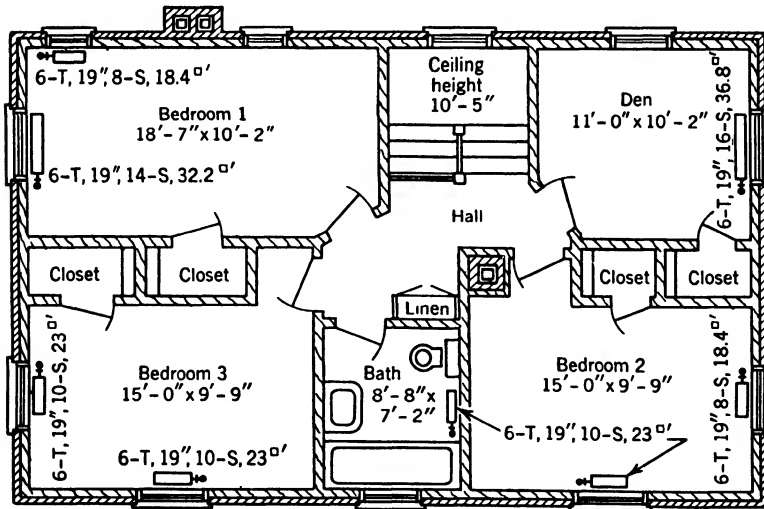 6-T, 19", 8-S, 18.4□'
Bedroom 1
18'-7" x 10'-2"
6-T, 19", 14-S, 32.2□'
Ceiling
height
10'-5"
Den
11'-0" x 10'-2"
6-T, 19", 16-S, 36.8□'
Hall
Closet
Closet
Closet
Closet
Linen
Bedroom 3
15'-0" x 9'-9"
6-T, 19", 10-S, 23□'
6-T, 19", 10-S, 23□'
Bath
8'-8" x
7'-2"
Bedroom 2
15'-0" x 9'-9"
6-T, 19", 10-S, 23□'
6-T, 19", 8-S, 18.4□'